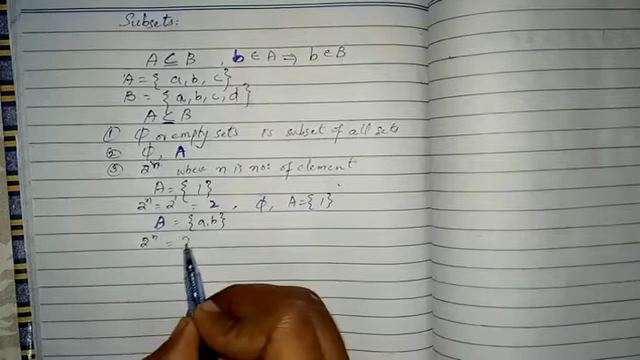 Subsets:
A ⊆ B , b ∈ A ⇒ b ∈ B
A = { a, b, c }
B = { a, b, c, d }
A ⊆ B
① ϕ or empty sets is subset of all sets
② ϕ, A
③ 2ⁿ where n is no: of element
A = { 1 }
2ⁿ = 2¹ = 2 . ϕ, A = { 1 }
A = { a, b }
2ⁿ = 2